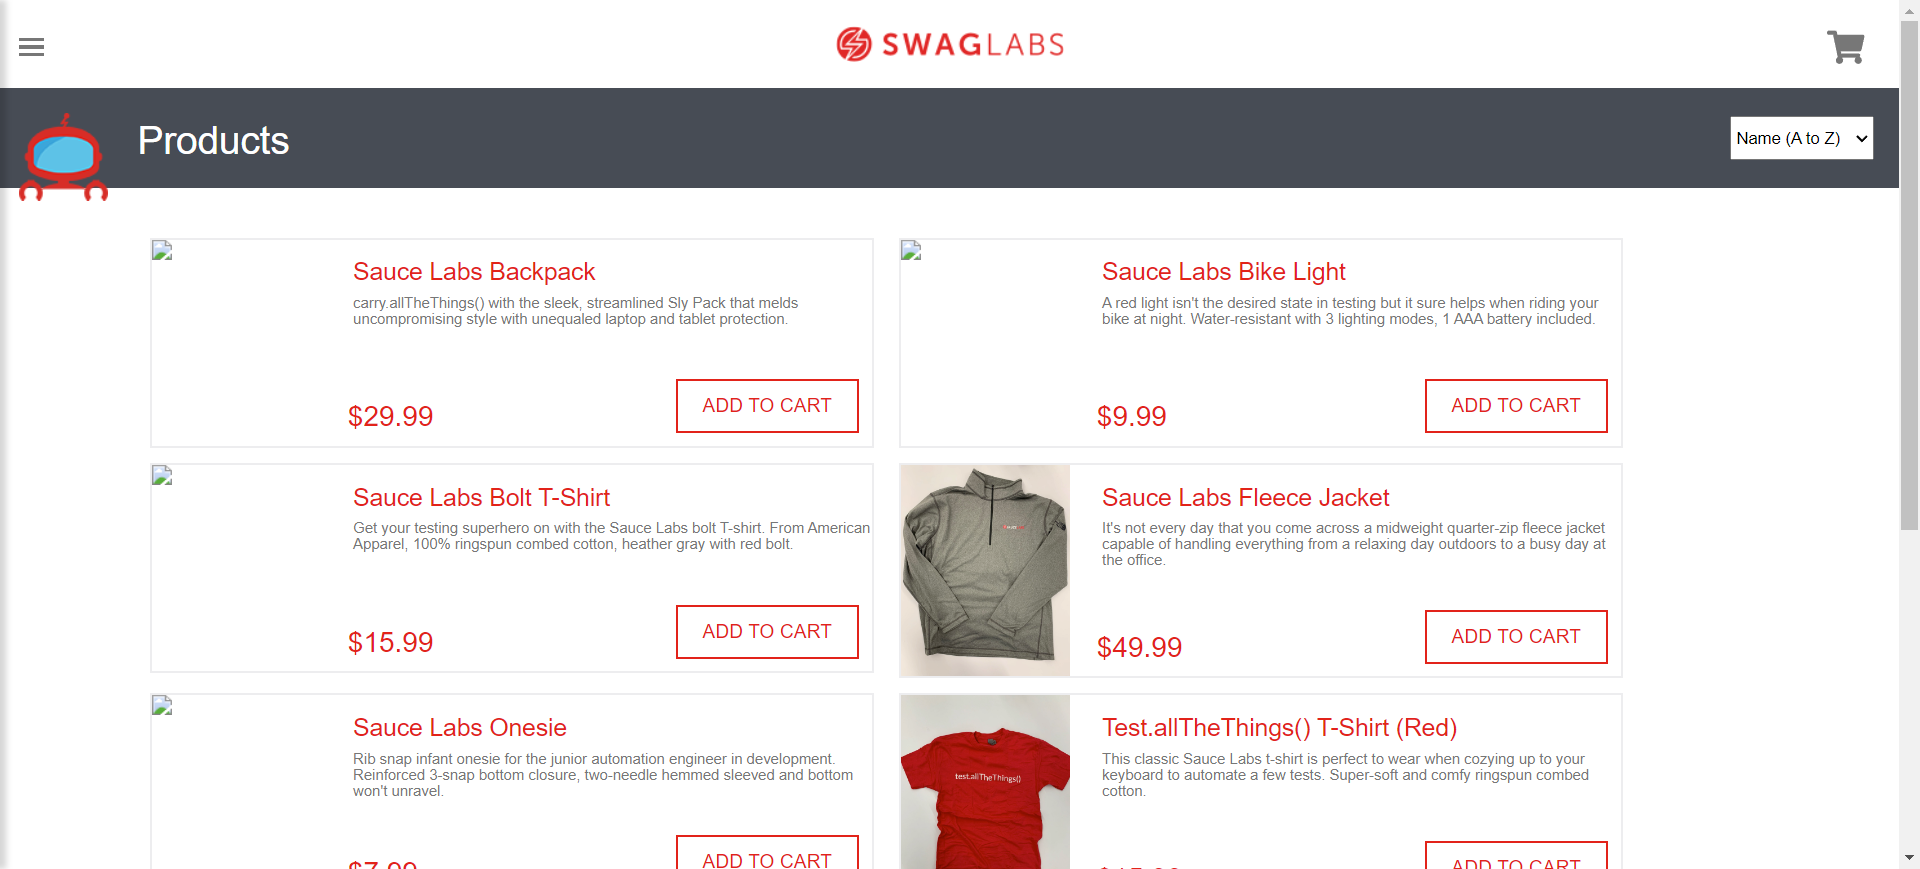 SWAGLABS
Products
Name (A to Z)
Sauce Labs Backpack
carry.allTheThings() with the sleek, streamlined Sly Pack that melds
uncompromising style with unequaled laptop and tablet protection.
$29.99
ADD TO CART
Sauce Labs Bike Light
A red light isn't the desired state in testing but it sure helps when riding your
bike at night. Water-resistant with 3 lighting modes, 1 AAA battery included.
$9.99
ADD TO CART
Sauce Labs Bolt T-Shirt
Get your testing superhero on with the Sauce Labs bolt T-shirt. From American
Apparel, 100% ringspun combed cotton, heather gray with red bolt.
$15.99
ADD TO CART
Sauce Labs Fleece Jacket
It's not every day that you come across a midweight quarter-zip fleece jacket
capable of handling everything from a relaxing day outdoors to a busy day at
the office.
$49.99
ADD TO CART
Sauce Labs Onesie
Rib snap infant onesie for the junior automation engineer in development.
Reinforced 3-snap bottom closure, two-needle hemmed sleeved and bottom
won't unravel.
$7.99
ADD TO CART
test.allTheThings()
Test.allTheThings() T-Shirt (Red)
This classic Sauce Labs t-shirt is perfect to wear when cozying up to your
keyboard to automate a few tests. Super-soft and comfy ringspun combed
cotton.
ADD TO CART